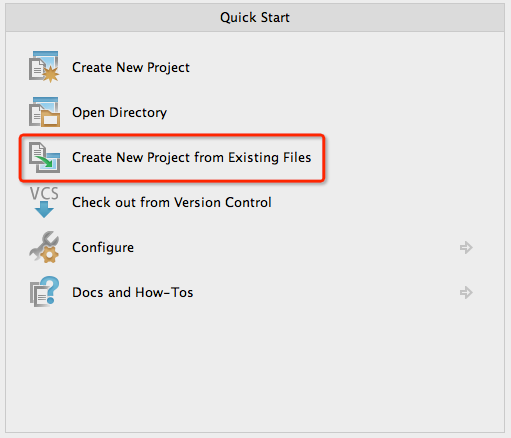 Quick Start
Create New Project
Open Directory
Create New Project from Existing Files
VCS
Check out from Version Control
Configure
Docs and How-Tos